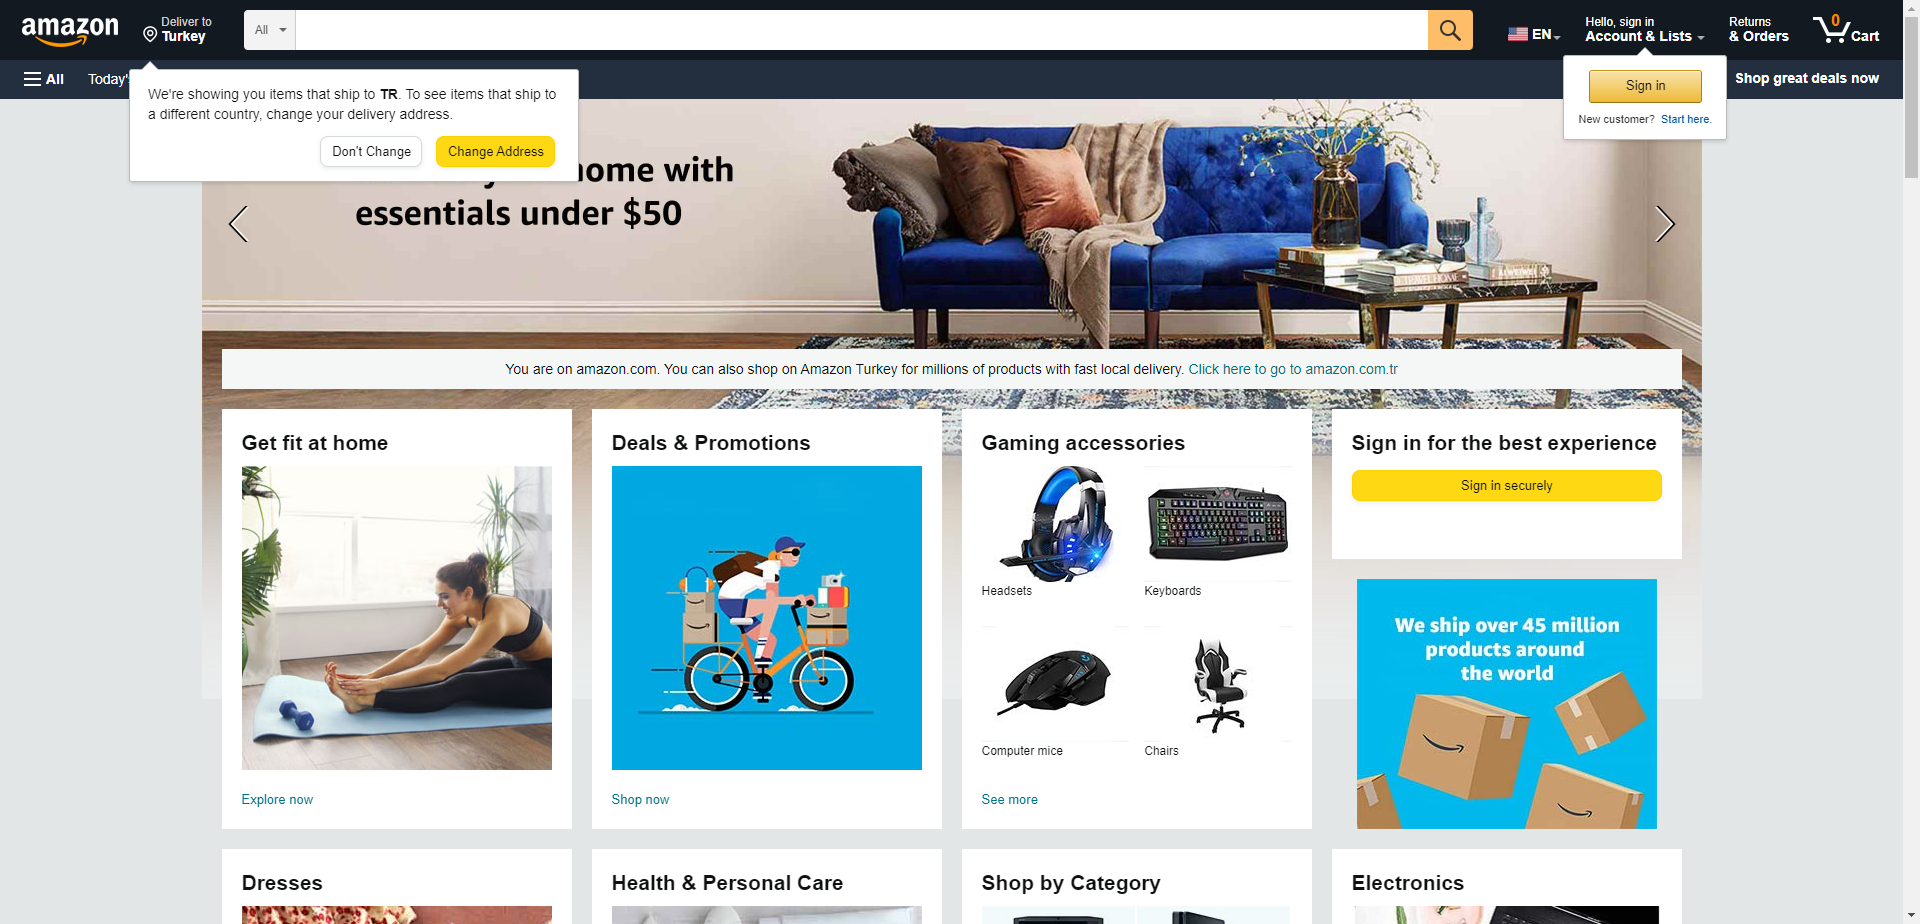 amazon
Deliver to
Turkey
All
EN
Hello, sign in
Account & Lists
Returns
& Orders
0
Cart
All
Today's
Shop great deals now
We're showing you items that ship to TR. To see items that ship to
a different country, change your delivery address.
Don't Change
Change Address
Sign in
New customer? Start here.
home with
essentials under $50
You are on amazon.com. You can also shop on Amazon Turkey for millions of products with fast local delivery. Click here to go to amazon.com.tr
Get fit at home
Explore now
Deals & Promotions
Shop now
Gaming accessories
Headsets
Keyboards
Computer mice
Chairs
See more
Sign in for the best experience
Sign in securely
We ship over 45 million
products around
the world
Dresses
Health & Personal Care
Shop by Category
Electronics